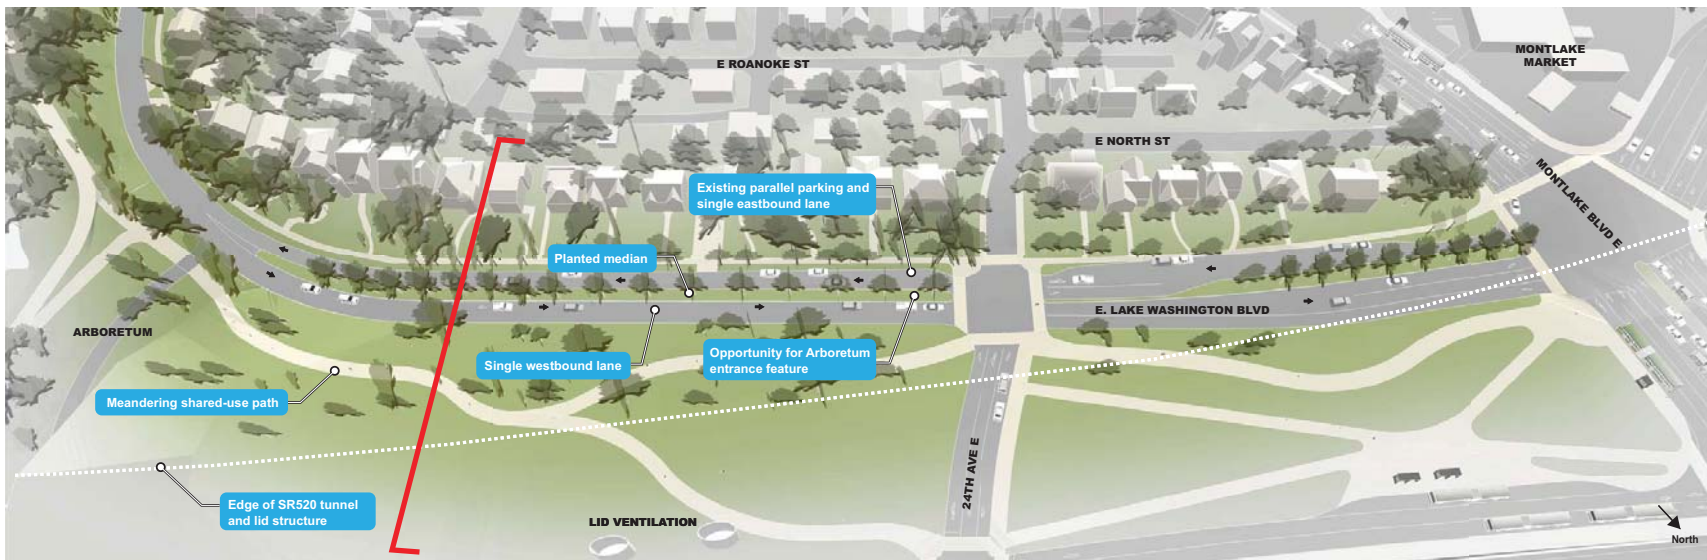 E ROANOKE ST
MONTLAKE
MARKET
E NORTH ST
MONTLAKE BLVD E
Existing parallel parking and
single eastbound lane
Planted median
E. LAKE WASHINGTON BLVD
ARBORETUM
Single westbound lane
Opportunity for Arboretum
entrance feature
Meandering shared-use path
24TH AVE E
Edge of SR520 tunnel
and lid structure
LID VENTILATION
North